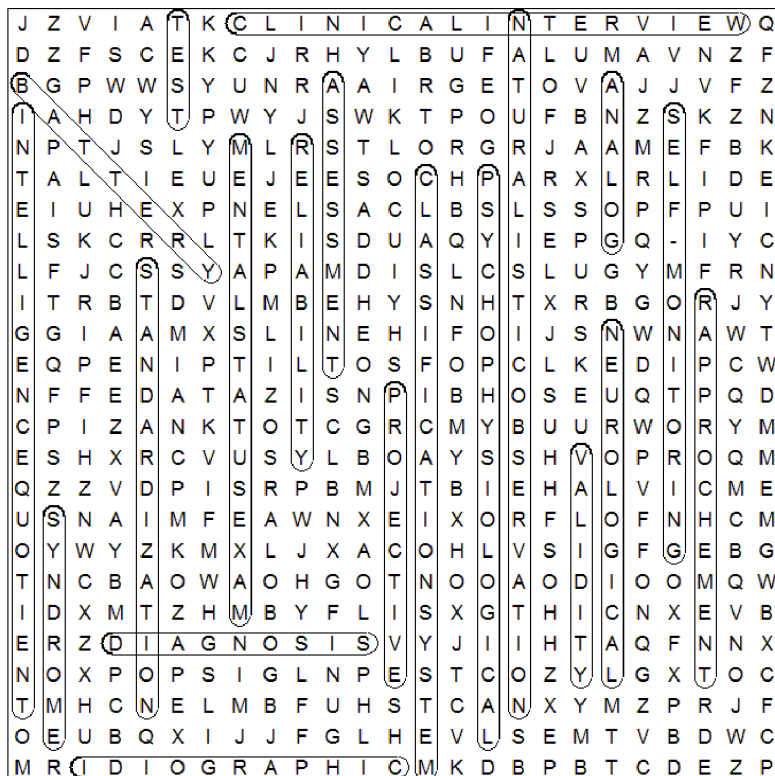 J Z V I A T K C L I N I C A L I N T E R V I E W Q
D Z F S C E K C J R H Y L B U F A L U M A V N Z F
B G P W W S Y U N R A A I R G E T O V A J J V F Z
I A H D Y T P W Y J S W K T P O U F B N Z S K Z N
N P T J S L Y M L R S T L O R G R J A A M E F B K
T A L T I E U E J E E S O C H P A R X L R L I D E
E I U H E X P N E L S A C L B S L S S O P F P U I
L S K C R R L T K I S D U A Q Y I E P G Q - I Y C
L F J C S S Y A P A M D I S L C S L U G Y M F R N
I T R B T D V L M B E H Y S N H T X R B G O R J Y
G G I A A M X S L I N E H I F O I J S N W N A W T
E Q P E N I P T I L T O S F O P C L K E D I P C W
N F F E D A T A Z I S N P I B H O S E U Q T P Q D
C P I Z A N K T O T C G R C M Y B U U R W O R Y M
E S H X R C V U S Y L B O A Y S S H V O P R O Q M
Q Z Z V D P I S R P B M J T B I E H A L V I C M E
U S N A I M F E A W N X E I X O R F L O F N H C M
O Y W Y Z K M X L J X A C O H L V S I G F G E B G
T N C B A O W A O H G O T N O O A O D I O O M Q W
I D X M T Z H M B Y F L I S X G T H I C N X E V B
E R Z D I A G N O S I S V Y J I I H T A Q F N N X
N O X P O P S I G L N P E S T C O Z Y L G X T O C
T M H C N E L M B F U H S T C A N X Y M Z P R J F
O E U B Q X I J J F G L H E V L S E M T V B D W C
M R I D I O G R A P H I C M K D B P B T C D E Z P